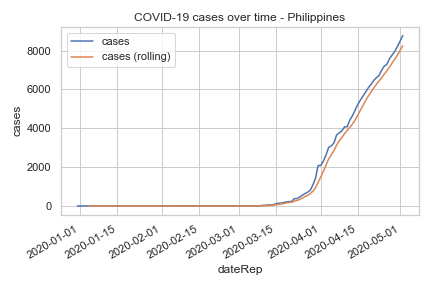 COVID-19 cases over time - Philippines
cases
cases (rolling)
cases
8000
6000
4000
2000
0
2020-01-01
2020-01-15
2020-02-01
2020-02-15
2020-03-01
2020-03-15
2020-04-01
2020-04-15
2020-05-01
dateRep